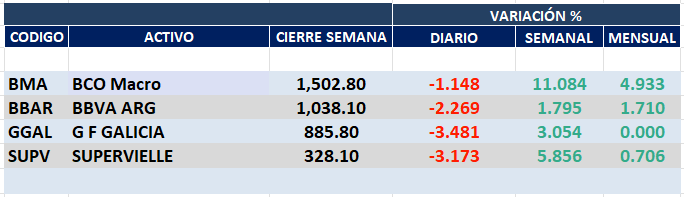 VARIACIÓN %
CODIGO ACTIVO CIERRE SEMANA DIARIO SEMANAL MENSUAL
BMA BCO Macro 1,502.80 -1.148 11.084 4.933
BBAR BBVA ARG 1,038.10 -2.269 1.795 1.710
GGAL G F GALICIA 885.80 -3.481 3.054 0.000
SUPV SUPERVIELLE 328.10 -3.173 5.856 0.706